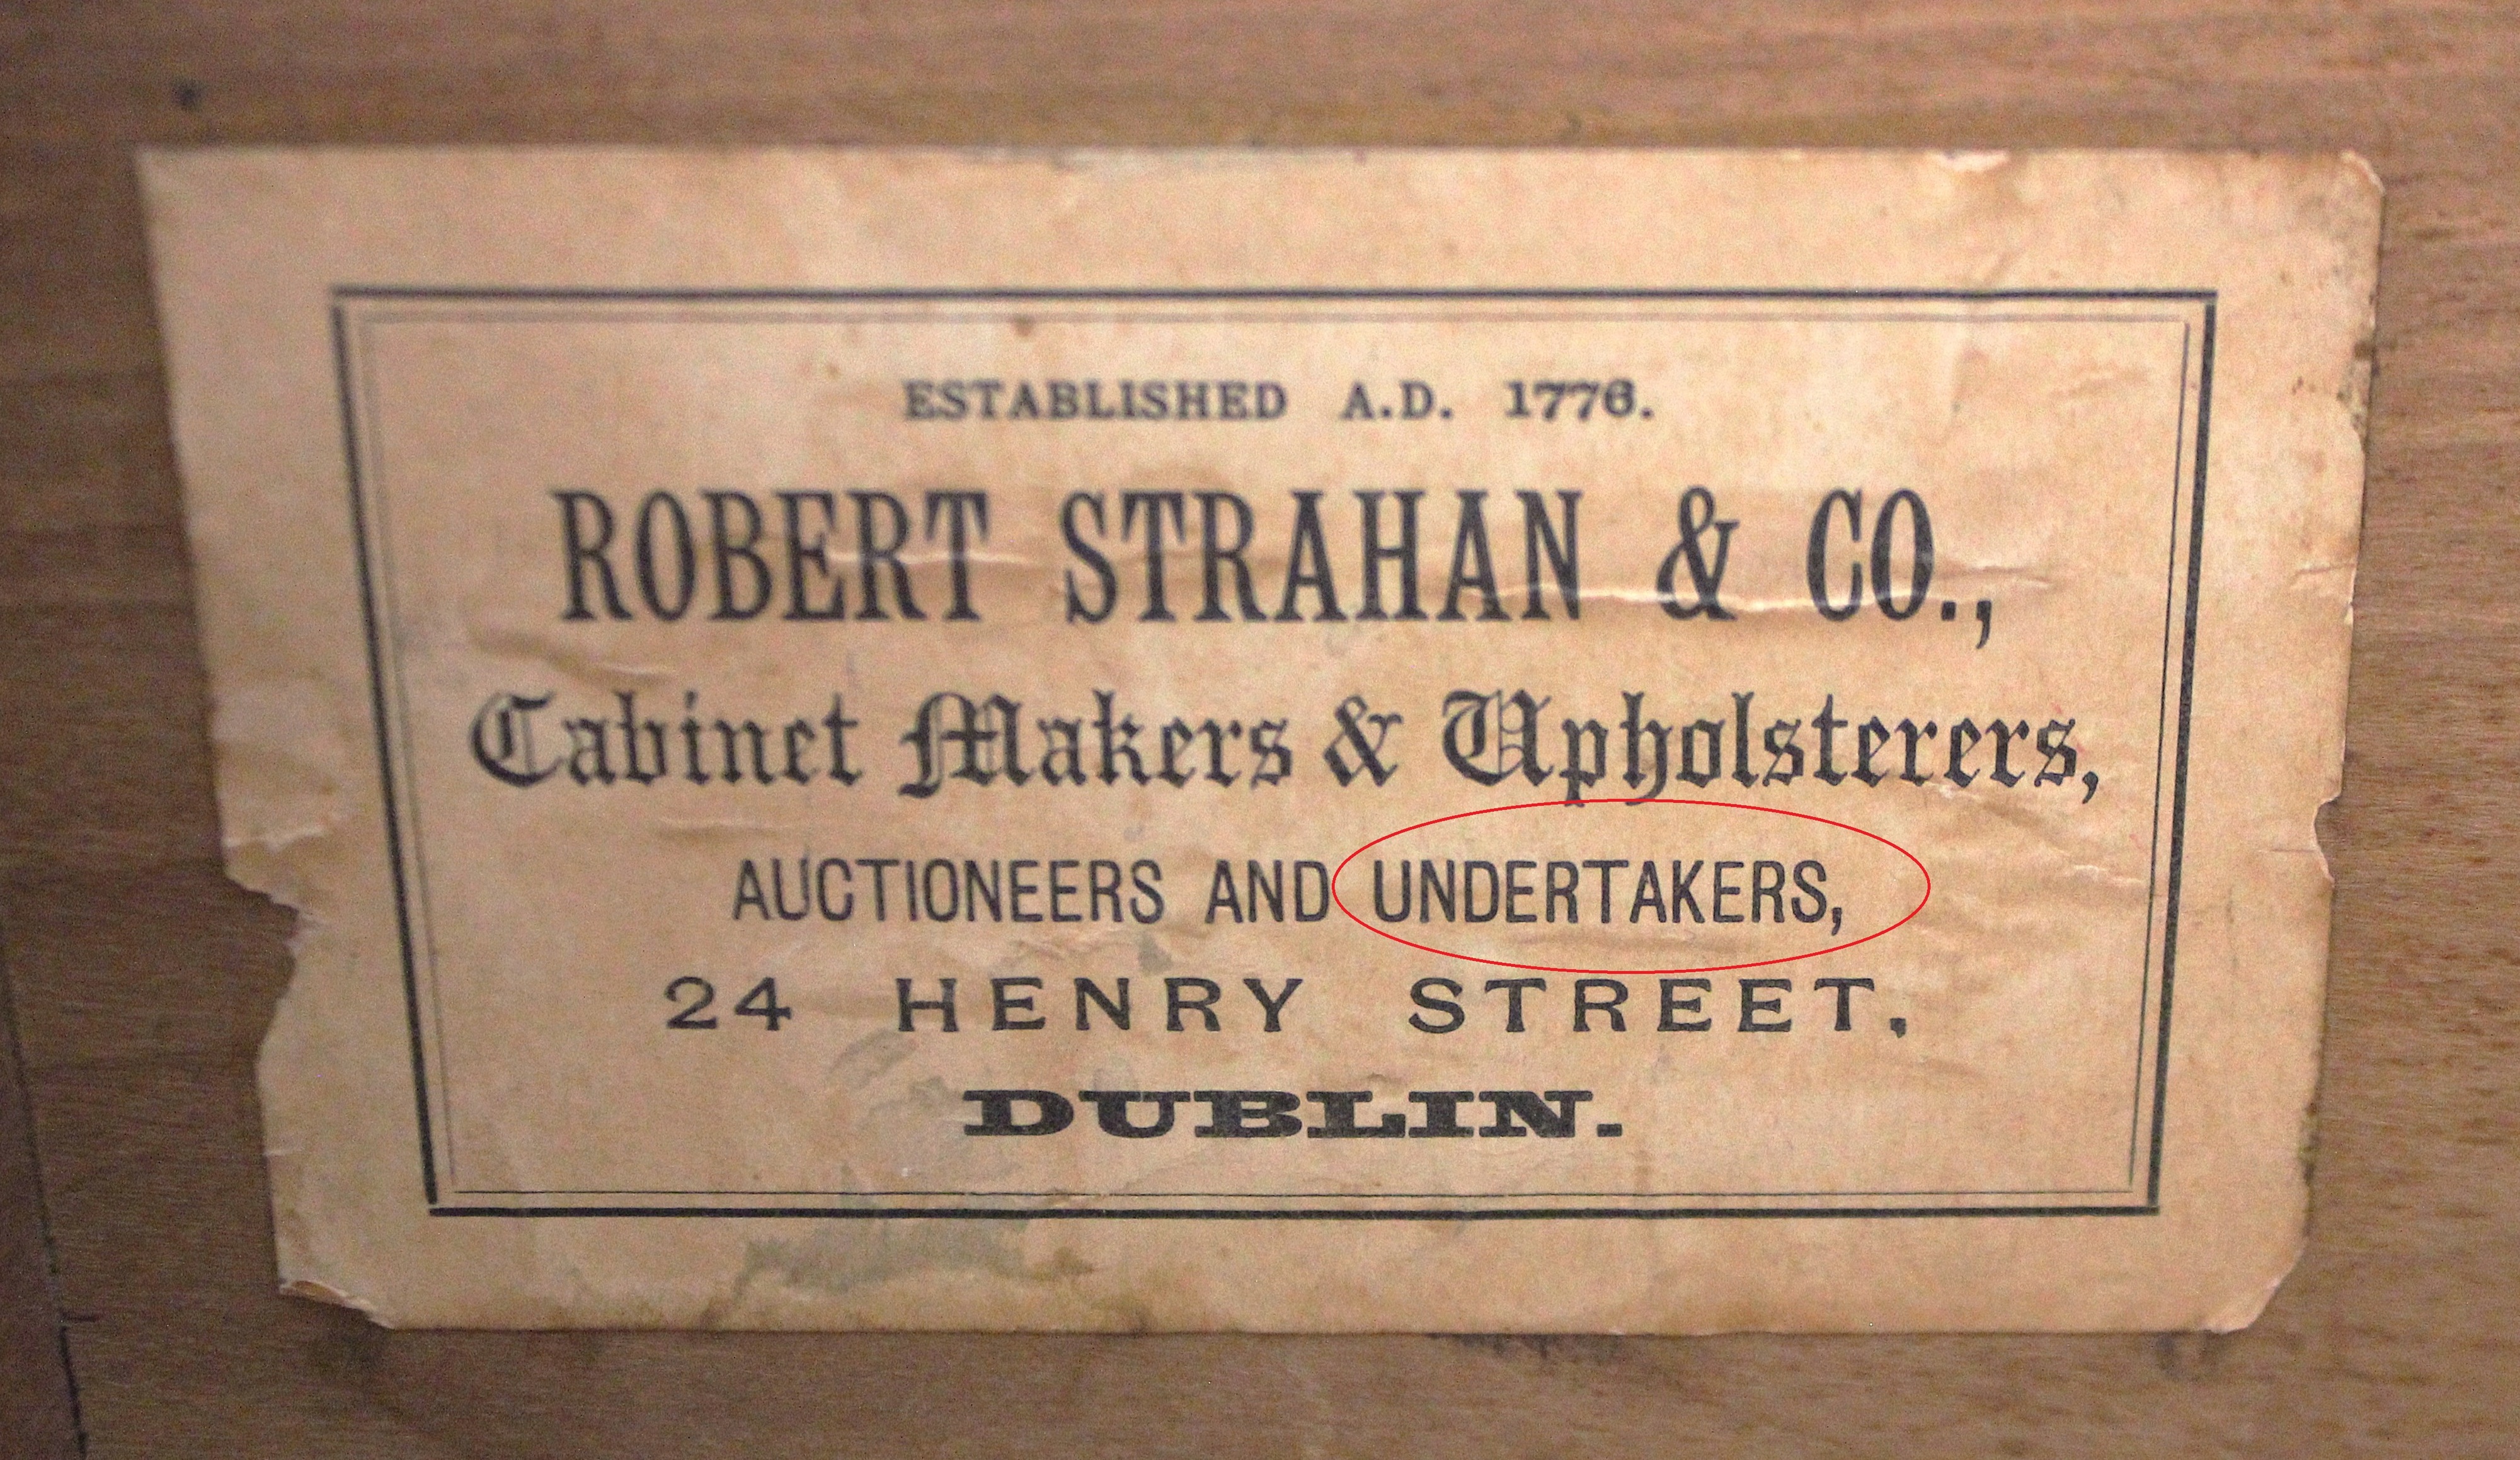 ESTABLISHED A.D. 1776.
ROBERT STRAHAN & CO.,
Cabinet Makers & Upholsterers,
AUCTIONEERS AND UNDERTAKERS,
24 HENRY STREET,
DUBLIN.